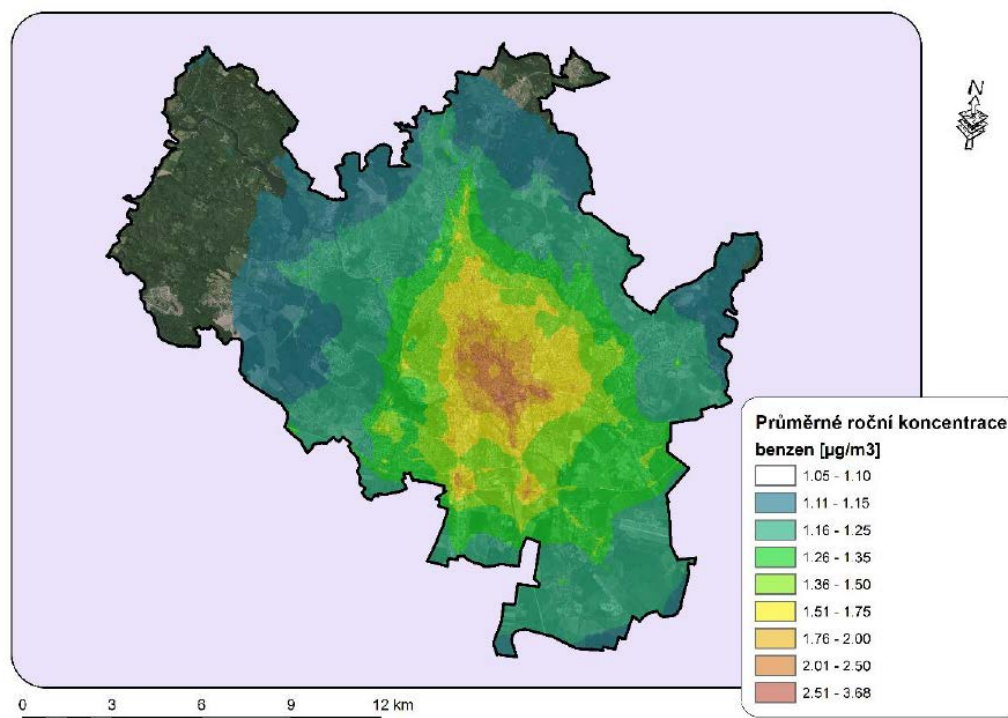 N
Průměrné roční koncentrace
benzen [µg/m3]
1.05 - 1.10
1.11 - 1.15
1.16 - 1.25
1.26 - 1.35
1.36 - 1.50
1.51 - 1.75
1.76 - 2.00
2.01 - 2.50
2.51 - 3.68
0 3 6 9 12 km